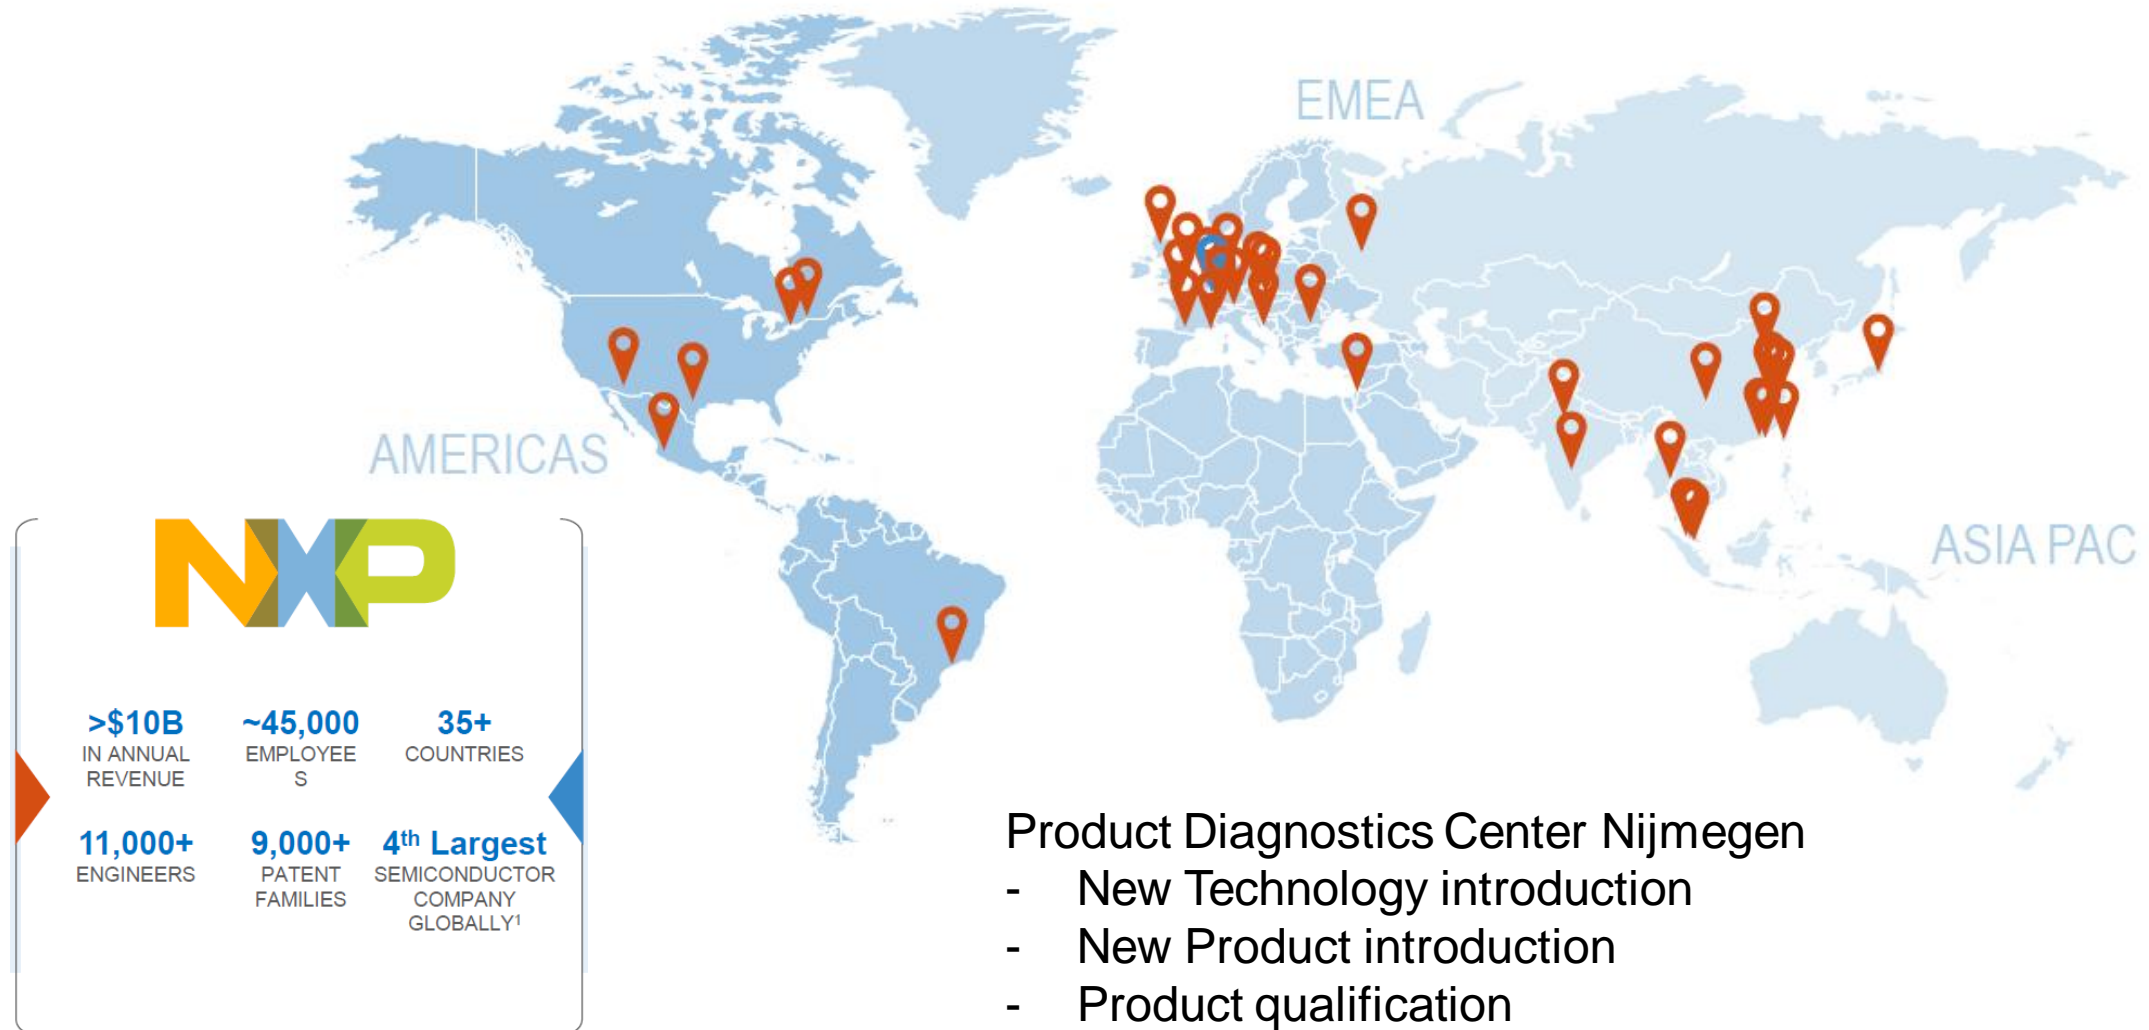 EMEA
AMERICAS
ASIA PAC
NXP
>$10B
IN ANNUAL
REVENUE
~45,000
EMPLOYEE
S
35+
COUNTRIES
11,000+
ENGINEERS
9,000+
PATENT
FAMILIES
4th Largest
SEMICONDUCTOR
COMPANY
GLOBALLY1
Product Diagnostics Center Nijmegen
- New Technology introduction
- New Product introduction
- Product qualification